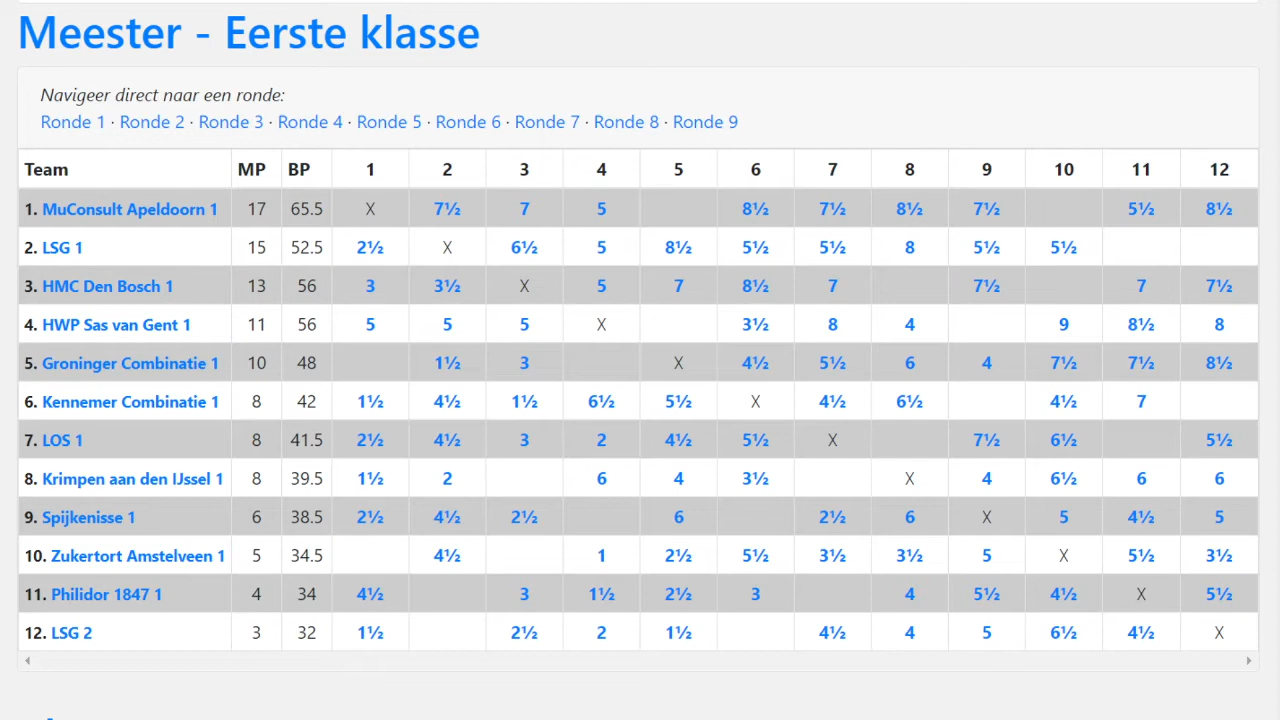 Meester - Eerste klasse
Navigeer direct naar een ronde:
Ronde 1 · Ronde 2 · Ronde 3 · Ronde 4 · Ronde 5 · Ronde 6 · Ronde 7 · Ronde 8 · Ronde 9
Team MP BP 1 2 3 4 5 6 7 8 9 10 11 12
1. MuConsult Apeldoorn 1 17 65.5 X 7½ 7 5 8½ 7½ 8½ 7½ 5½ 8½
2. LSG 1 15 52.5 2½ X 6½ 5 8½ 5½ 5½ 8 5½ 5½
3. HMC Den Bosch 1 13 56 3 3½ X 5 7 8½ 7 7½ 7 7½
4. HWP Sas van Gent 1 11 56 5 5 5 X 3½ 8 4 9 8½ 8
5. Groninger Combinatie 1 10 48 1½ 3 X 4½ 5½ 6 4 7½ 7½ 8½
6. Kennemer Combinatie 1 8 42 1½ 4½ 1½ 6½ 5½ X 4½ 6½ 4½ 7
7. LOS 1 8 41.5 2½ 4½ 3 2 4½ 5½ X 7½ 6½ 5½
8. Krimpen aan den IJssel 1 8 39.5 1½ 2 6 4 3½ X 4 6½ 6 6
9. Spijkenisse 1 6 38.5 2½ 4½ 2½ 6 2½ 6 X 5 4½ 5
10. Zukertort Amstelveen 1 5 34.5 4½ 1 2½ 5½ 3½ 3½ 5 X 5½ 3½
11. Philidor 1847 1 4 34 4½ 3 1½ 2½ 3 4 5½ 4½ X 5½
12. LSG 2 3 32 1½ 2½ 2 1½ 4½ 4 5 6½ 4½ X